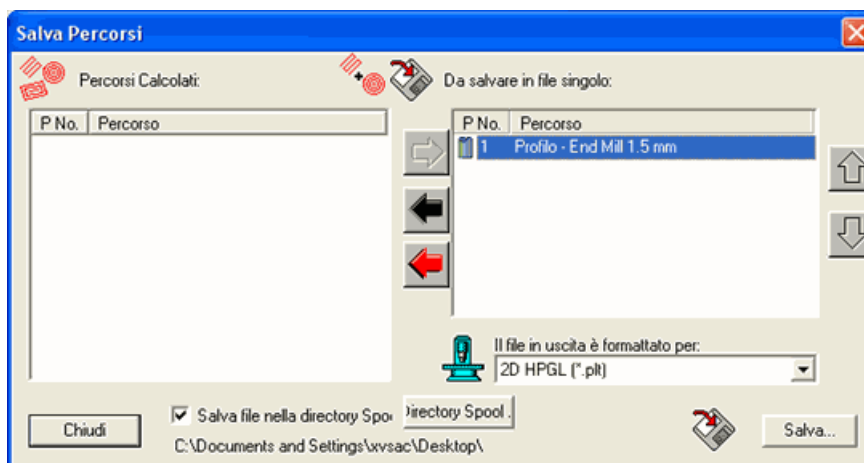 Salva Percorsi
Percorsi Calcolati:
Da salvare in file singolo:
P No. Percorso
P No. Percorso
1 Profilo - End Mill 1.5 mm
Il file in uscita è formattato per:
2D HPGL (*.plt)
Salva file nella directory Spo
Directory Spool .
Chiudi
Salva...
C:\Documents and Settings\xvsac\Desktop\